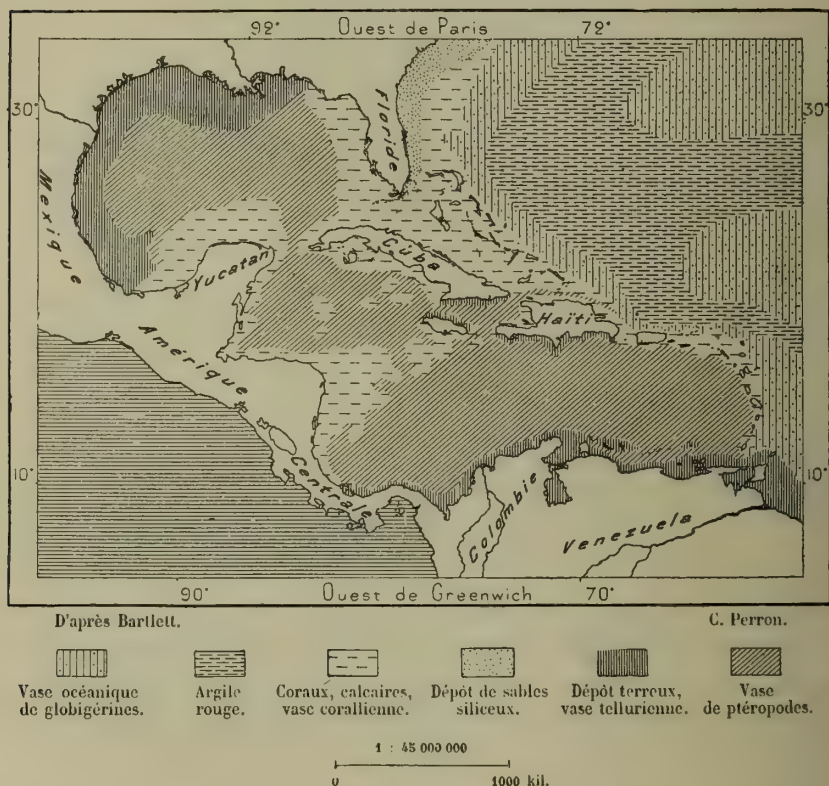 92° Ouest de Paris 72°
30° Floride 30°
Mexique
Yucatan Cuba
Haïti
Amérique
Centrale
10° 10°
Colombie Venezuela
90° Ouest de Greenwich 70°
D'après Bartlett. C. Perron.
Vase océanique de globigérines.
Argile rouge.
Coraux, calcaires, vase corallienne.
Dépôt de sables siliceux.
Dépôt terreux, vase tellurienne.
Vase de ptéropodes.
1 : 45 000 000
0 1000 kil.